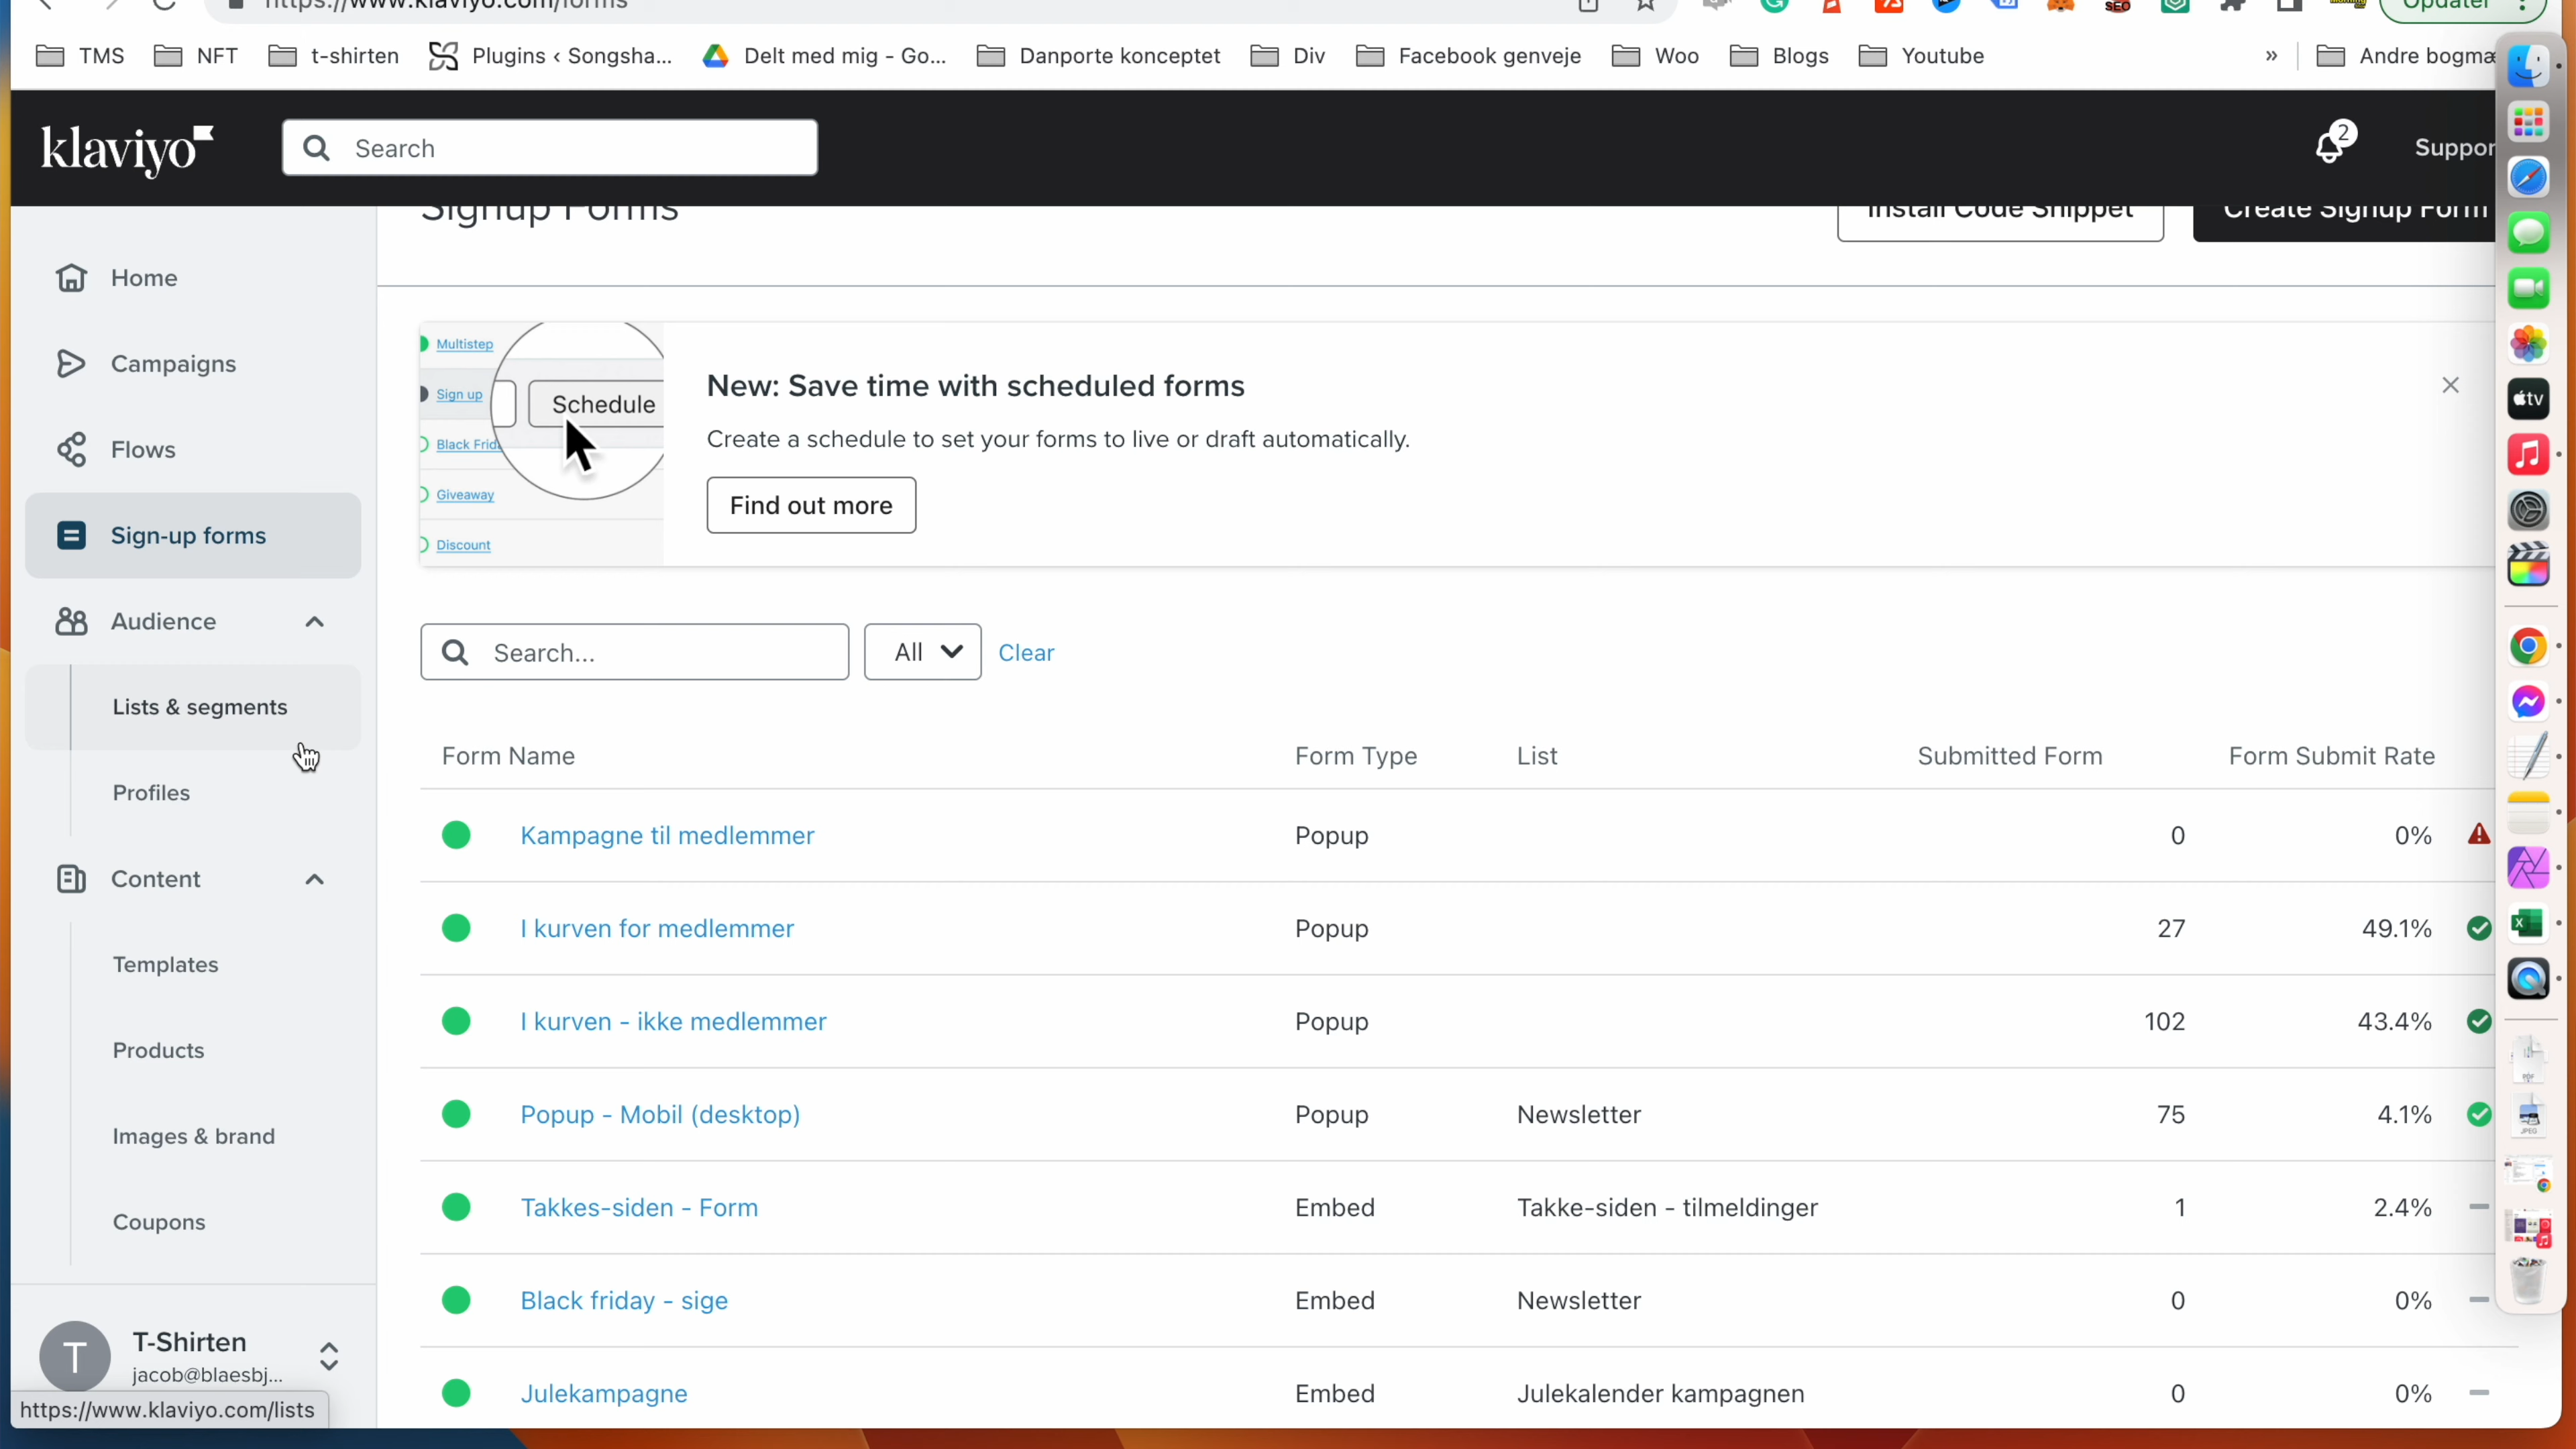 https://www.klaviyo.com/forms
Opdater
TMS
NFT
t-shirten
Plugins ‹ Songsha...
Delt med mig - Go...
Danporte konceptet
Div
Facebook genveje
Woo
Blogs
Youtube
»
Andre bogmæ
klaviyo
Search
2
Suppor
Signup Forms
Install Code Snippet
Create Signup Form
Home
Campaigns
Flows
Sign-up forms
Audience
Lists & segments
Profiles
Content
Templates
Products
Images & brand
Coupons
T
T-Shirten
jacob@blaesbj...
https://www.klaviyo.com/lists
Multistep
Sign up
Schedule
Black Frid
Giveaway
Discount
New: Save time with scheduled forms
Create a schedule to set your forms to live or draft automatically.
Find out more
Search...
All
Clear
Form Name Form Type List Submitted Form Form Submit Rate
Kampagne til medlemmer Popup 0 0%
I kurven for medlemmer Popup 27 49.1%
I kurven - ikke medlemmer Popup 102 43.4%
Popup - Mobil (desktop) Popup Newsletter 75 4.1%
Takkes-siden - Form Embed Takke-siden - tilmeldinger 1 2.4%
Black friday - sige Embed Newsletter 0 0%
Julekampagne Embed Julekalender kampagnen 0 0%
SEO
tv
PDF
JPEG